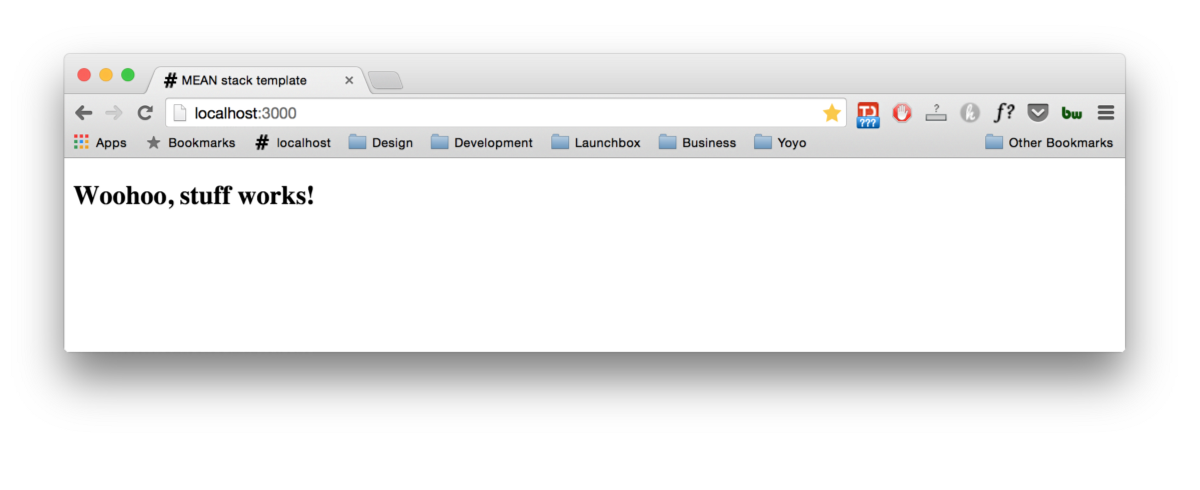 # MEAN stack template
localhost:3000
???
?
f?
bw
Apps Bookmarks # localhost Design Development Launchbox Business Yoyo Other Bookmarks
Woohoo, stuff works!